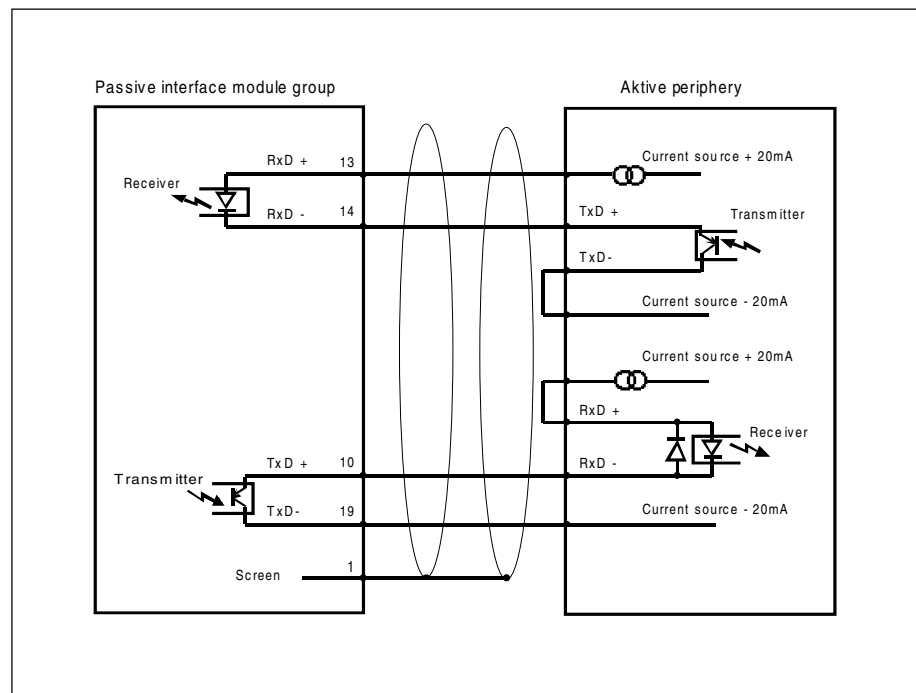 Passive interface module group
Aktive periphery
RxD + 13
Current source + 20mA
Receiver
RxD - 14
TxD +
Transmitter
TxD-
Current source - 20mA
Current source + 20mA
RxD +
Receiver
TxD + 10
RxD -
Transmitter
TxD- 19
Current source - 20mA
Screen 1